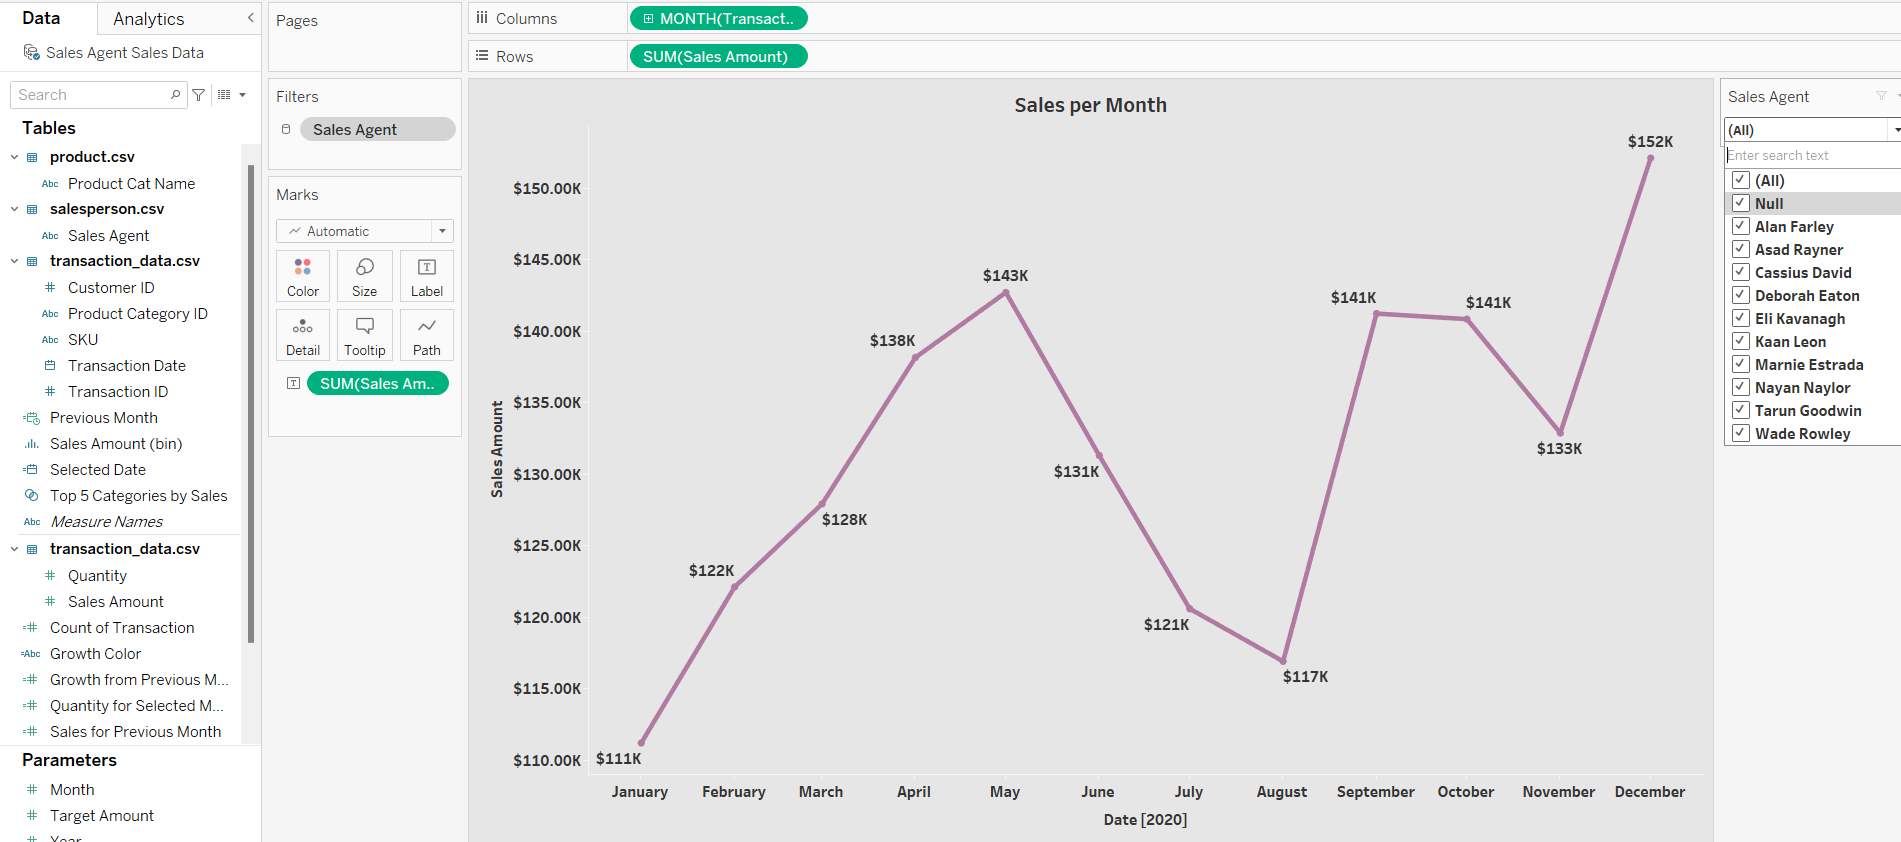 Data
Analytics
Sales Agent Sales Data
Search
Tables
product.csv
Abc Product Cat Name
salesperson.csv
Abc Sales Agent
transaction_data.csv
# Customer ID
Abc Product Category ID
Abc SKU
Transaction Date
# Transaction ID
Previous Month
Sales Amount (bin)
Selected Date
Top 5 Categories by Sales
Abc Measure Names
transaction_data.csv
# Quantity
# Sales Amount
=# Count of Transaction
=Abc Growth Color
=# Growth from Previous M...
=# Quantity for Selected M...
=# Sales for Previous Month
Parameters
# Month
# Target Amount
# Year
Pages
Filters
Sales Agent
Marks
Automatic
Color
Size
Label
Detail
Tooltip
Path
SUM(Sales Am..
Columns
MONTH(Transact..
Rows
SUM(Sales Amount)
Sales per Month
Sales Amount
$150.00K
$145.00K
$140.00K
$135.00K
$130.00K
$125.00K
$120.00K
$115.00K
$110.00K
$111K
$122K
$128K
$138K
$143K
$131K
$121K
$117K
$141K
$141K
$133K
$152K
January
February
March
April
May
June
July
August
September
October
November
December
Date [2020]
Sales Agent
(All)
Enter search text
(All)
Null
Alan Farley
Asad Rayner
Cassius David
Deborah Eaton
Eli Kavanagh
Kaan Leon
Marnie Estrada
Nayan Naylor
Tarun Goodwin
Wade Rowley